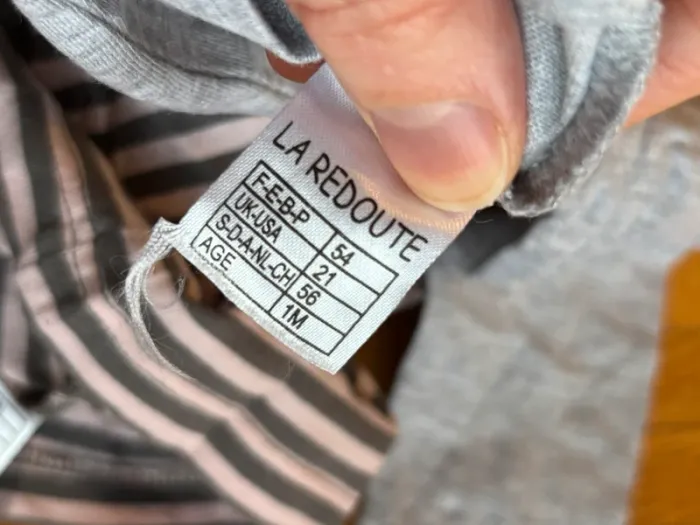 LA REDOUTE
F-E-B-P 54
UK-USA 21
S-D-A-NL-CH 56
AGE 1M